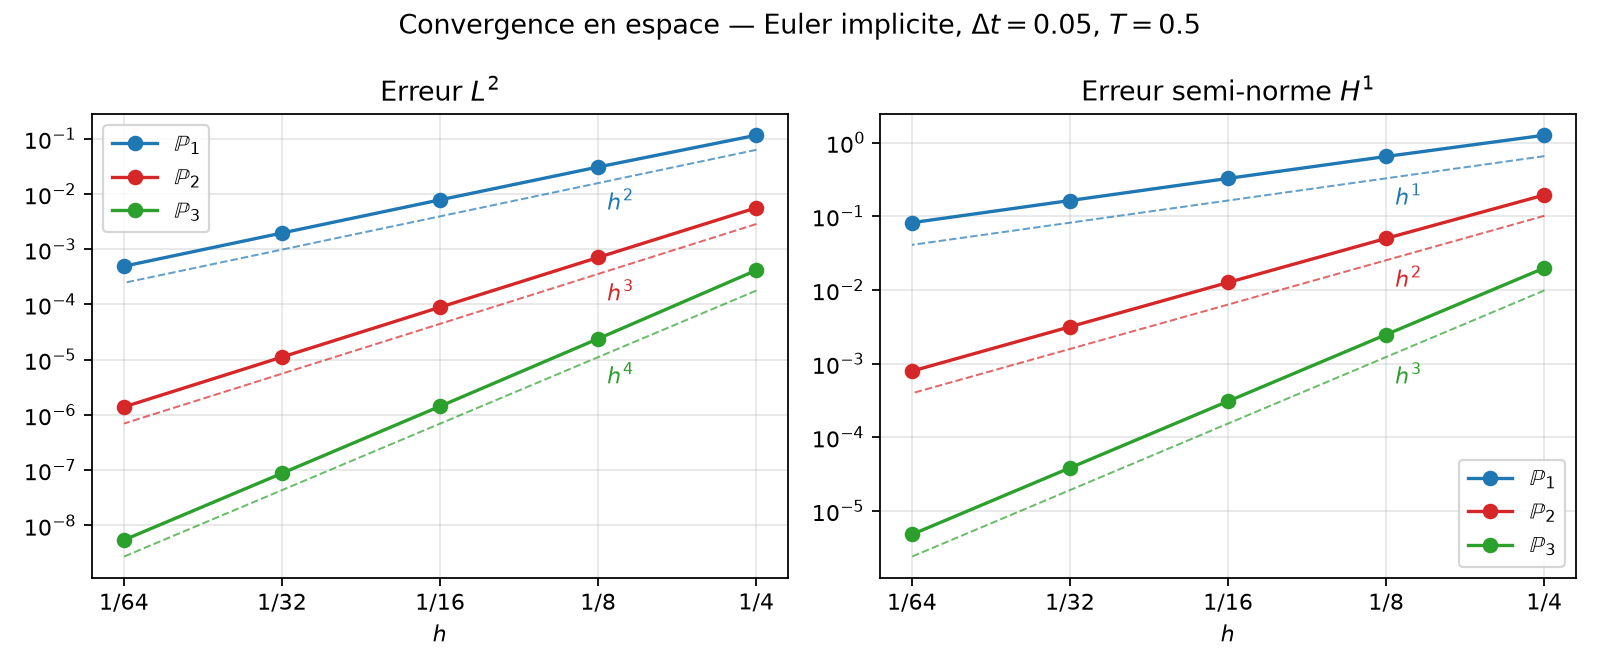 Convergence en espace — Euler implicite, Δt = 0.05, T = 0.5
Erreur L²
10⁻¹
10⁻²
10⁻³
10⁻⁴
10⁻⁵
10⁻⁶
10⁻⁷
10⁻⁸
ℙ₁
ℙ₂
ℙ₃
h²
h³
h⁴
1/64 1/32 1/16 1/8 1/4
h
Erreur semi-norme H¹
10⁰
10⁻¹
10⁻²
10⁻³
10⁻⁴
10⁻⁵
h¹
h²
h³
ℙ₁
ℙ₂
ℙ₃
1/64 1/32 1/16 1/8 1/4
h